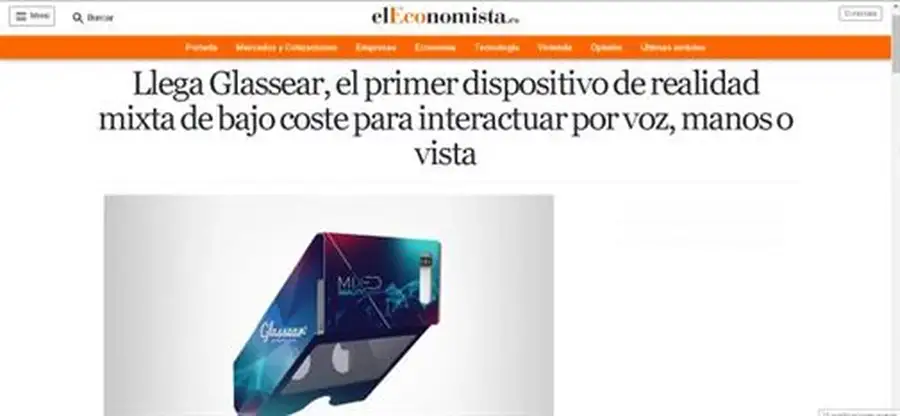 Menú
Buscar
elEconomista.es
Portada Mercados y Cotizaciones Empresas Economía Tecnología Vivienda Opinión Últimas noticias
Llega Glassear, el primer dispositivo de realidad
mixta de bajo coste para interactuar por voz, manos o
vista
MIXED
REALITY
Glassear